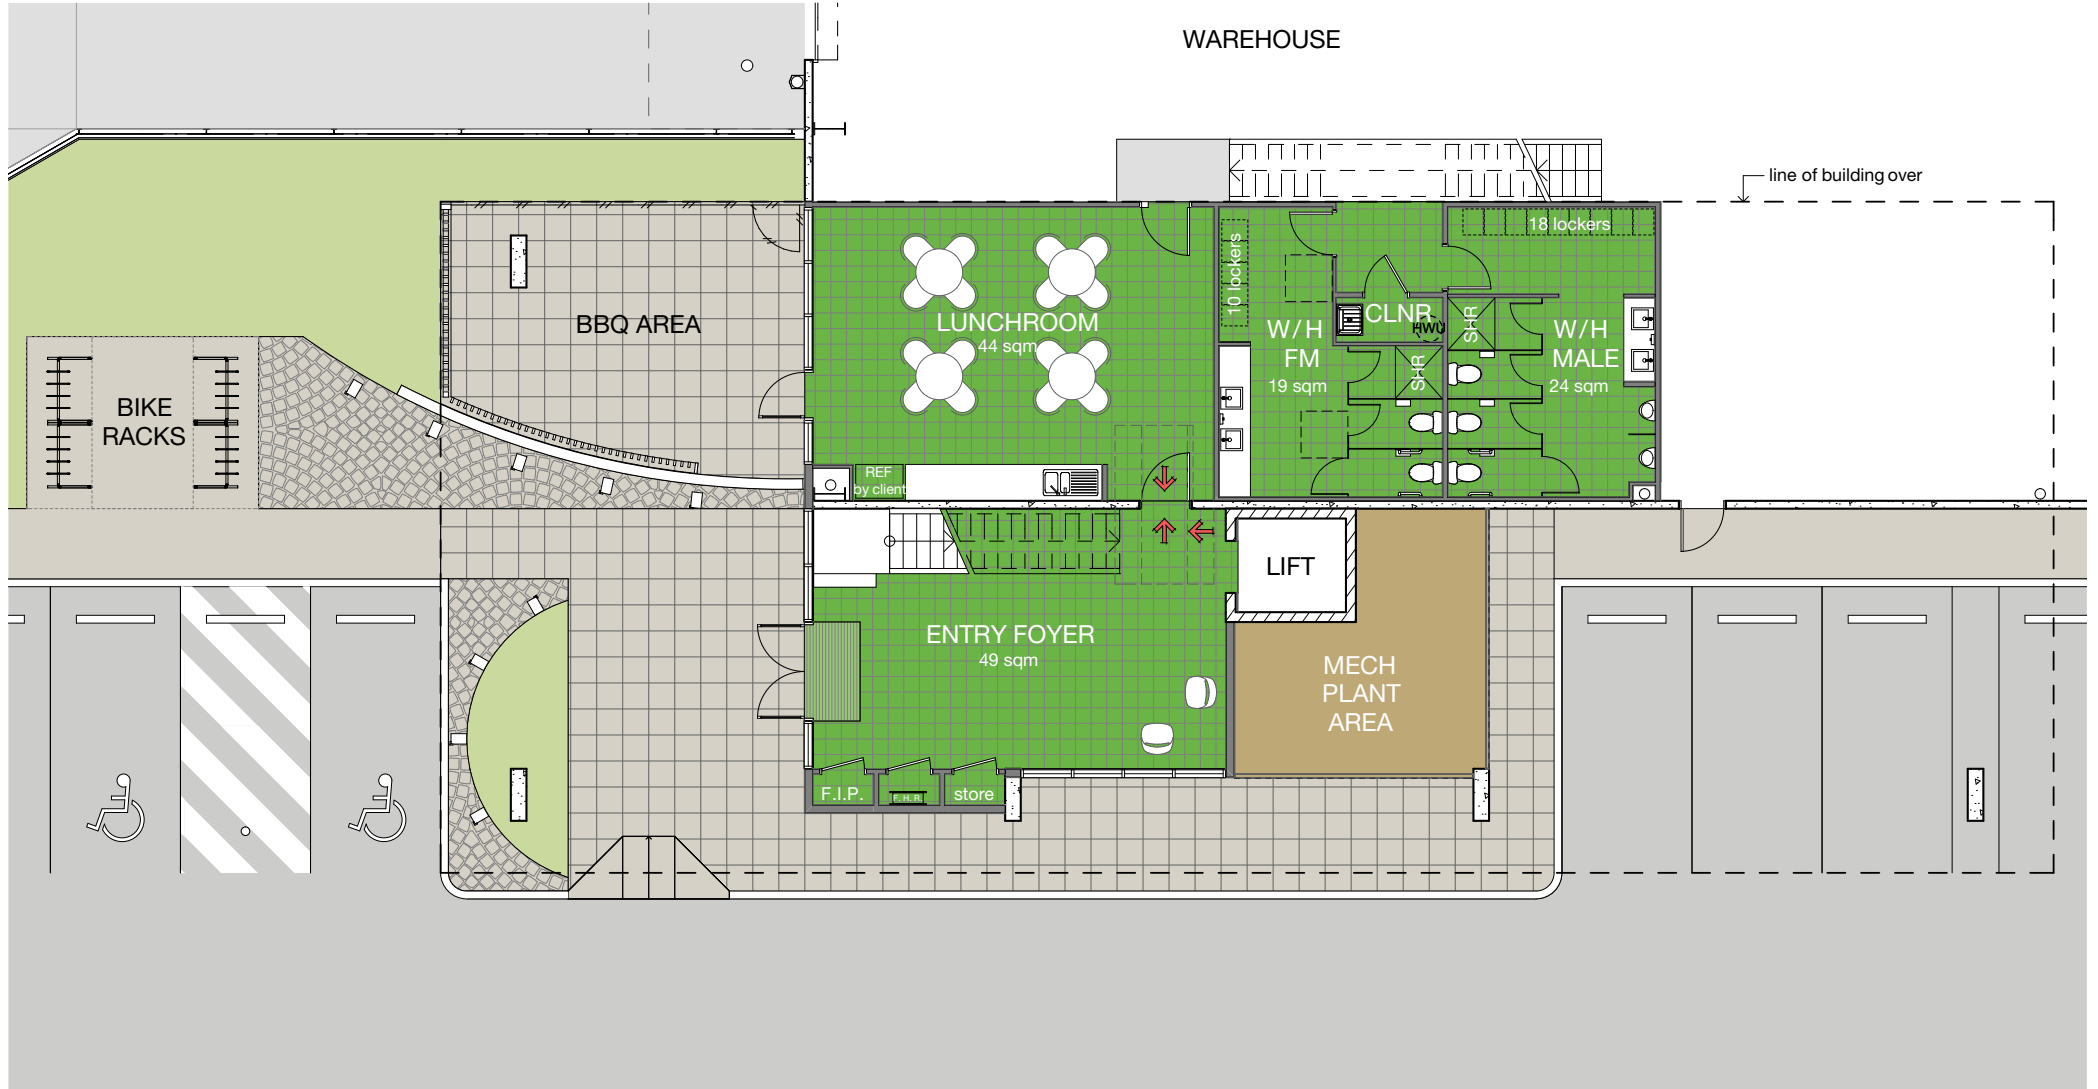 WAREHOUSE
line of building over
18 lockers
10 lockers
BBQ AREA
LUNCHROOM
44 sqm
CLNR
HWU
SHR
SHR
W/H
FM
19 sqm
W/H
MALE
24 sqm
BIKE
RACKS
REF
by client
LIFT
ENTRY FOYER
49 sqm
MECH
PLANT
AREA
F.I.P.
F. H. R.
store